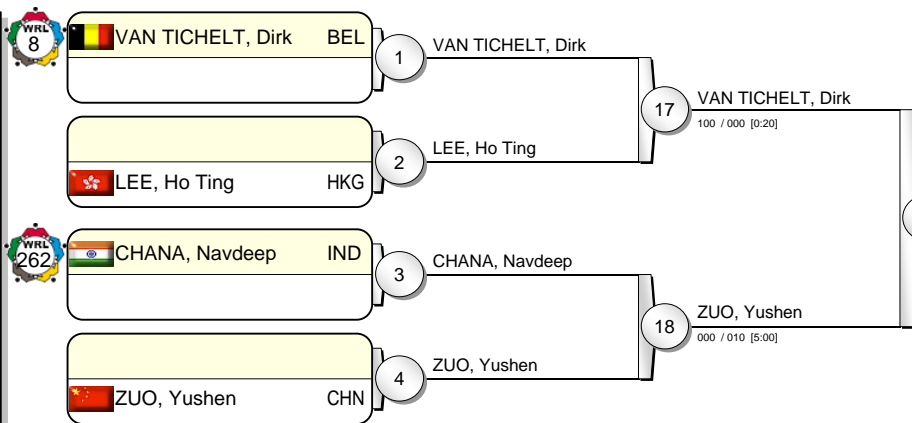 WRL
8
VAN TICHELT, Dirk BEL
1
VAN TICHELT, Dirk
17
VAN TICHELT, Dirk
100 / 000 [0:20]
LEE, Ho Ting HKG
2
LEE, Ho Ting
WRL
262
CHANA, Navdeep IND
3
CHANA, Navdeep
18
ZUO, Yushen
000 / 010 [5:00]
ZUO, Yushen CHN
4
ZUO, Yushen